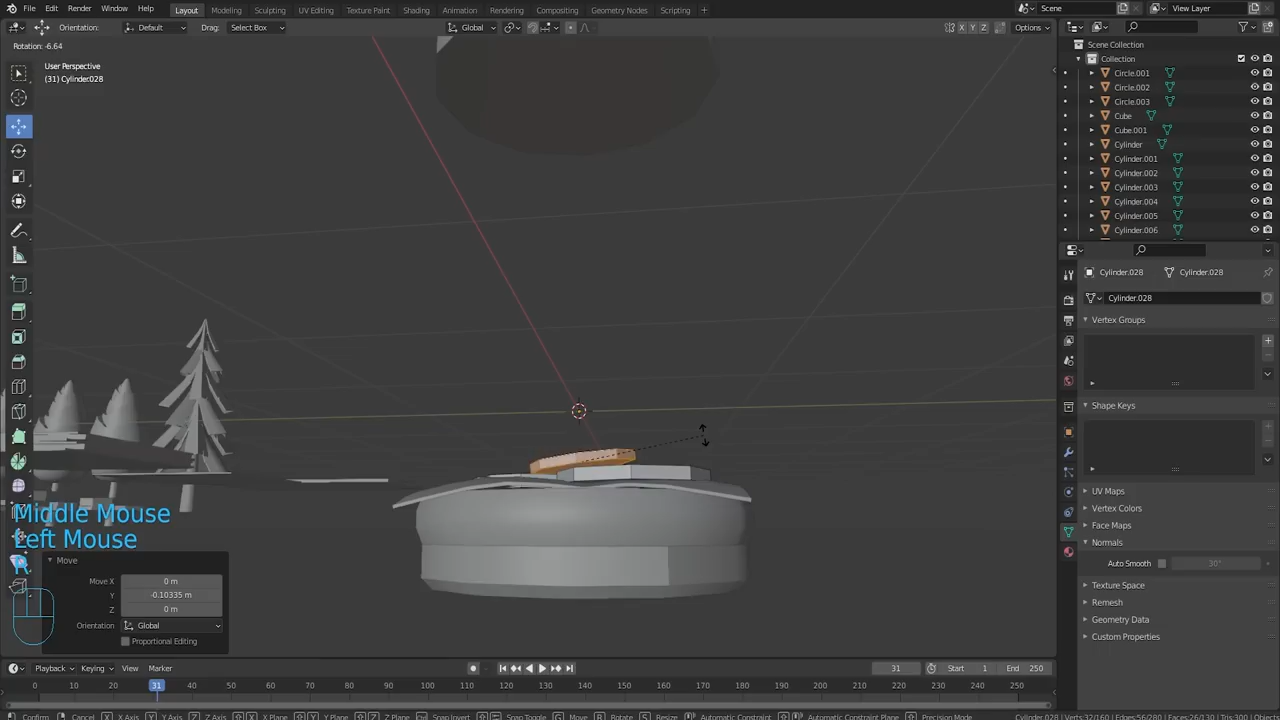 File Edit Render Window Help Layout Modeling Sculpting UV Editing Texture Paint Shading Animation Rendering Compositing Geometry Nodes Scripting Scene View Layer
Orientation: Default Drag: Select Box Global X Y Z Options
Rotation: -6.64
User Perspective
(31) Cylinder.028
Scene Collection
Collection
Circle.001
Circle.002
Circle.003
Cube
Cube.001
Cylinder
Cylinder.001
Cylinder.002
Cylinder.003
Cylinder.004
Cylinder.005
Cylinder.006
Cylinder.028 Cylinder.028
Cylinder.028
Vertex Groups
Shape Keys
UV Maps
Vertex Colors
Face Maps
Normals
Auto Smooth 30°
Texture Space
Remesh
Geometry Data
Custom Properties
Middle Mouse
Left Mouse
R
Move
Move X 0 m
Y -0.10335 m
Z 0 m
Orientation Global
Proportional Editing
Playback Keying View Marker 31 Start 1 End 250
0 10 20 31 40 50 60 70 80 90 100 110 120 130 140 150 160 170 180 190 200 210 220 230 240 250
Confirm Cancel X Axis Y Axis Z Axis X Plane Y Plane Z Plane Snap Invert Snap Toggle Move Rotate Resize Automatic Constraint Automatic Constraint Plane Precision Mode